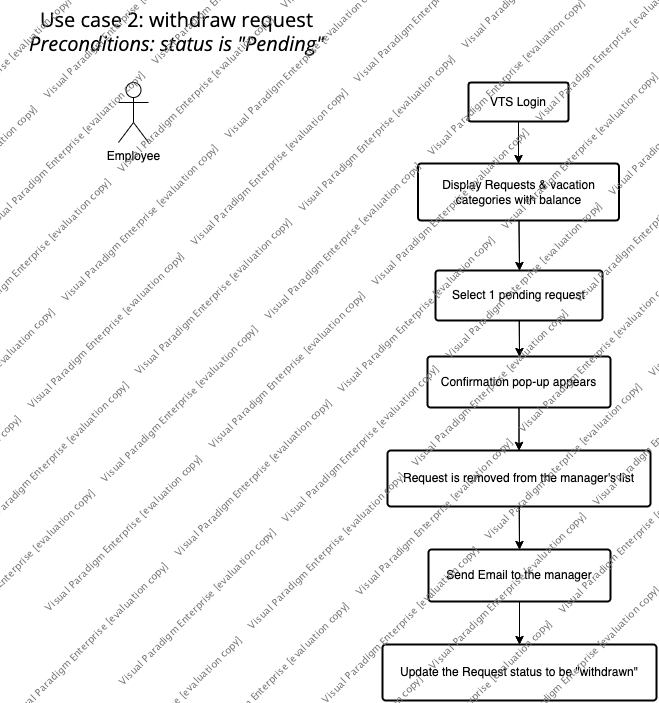 Use case 2: withdraw request
Preconditions: status is "Pending"
Employee
VTS Login
Display Requests & vacation
categories with balance
Select 1 pending request
Confirmation pop-up appears
Request is removed from the manager's list
Send Email to the manager
Update the Request status to be "withdrawn"
Visual Paradigm Enterprise [evaluation copy]